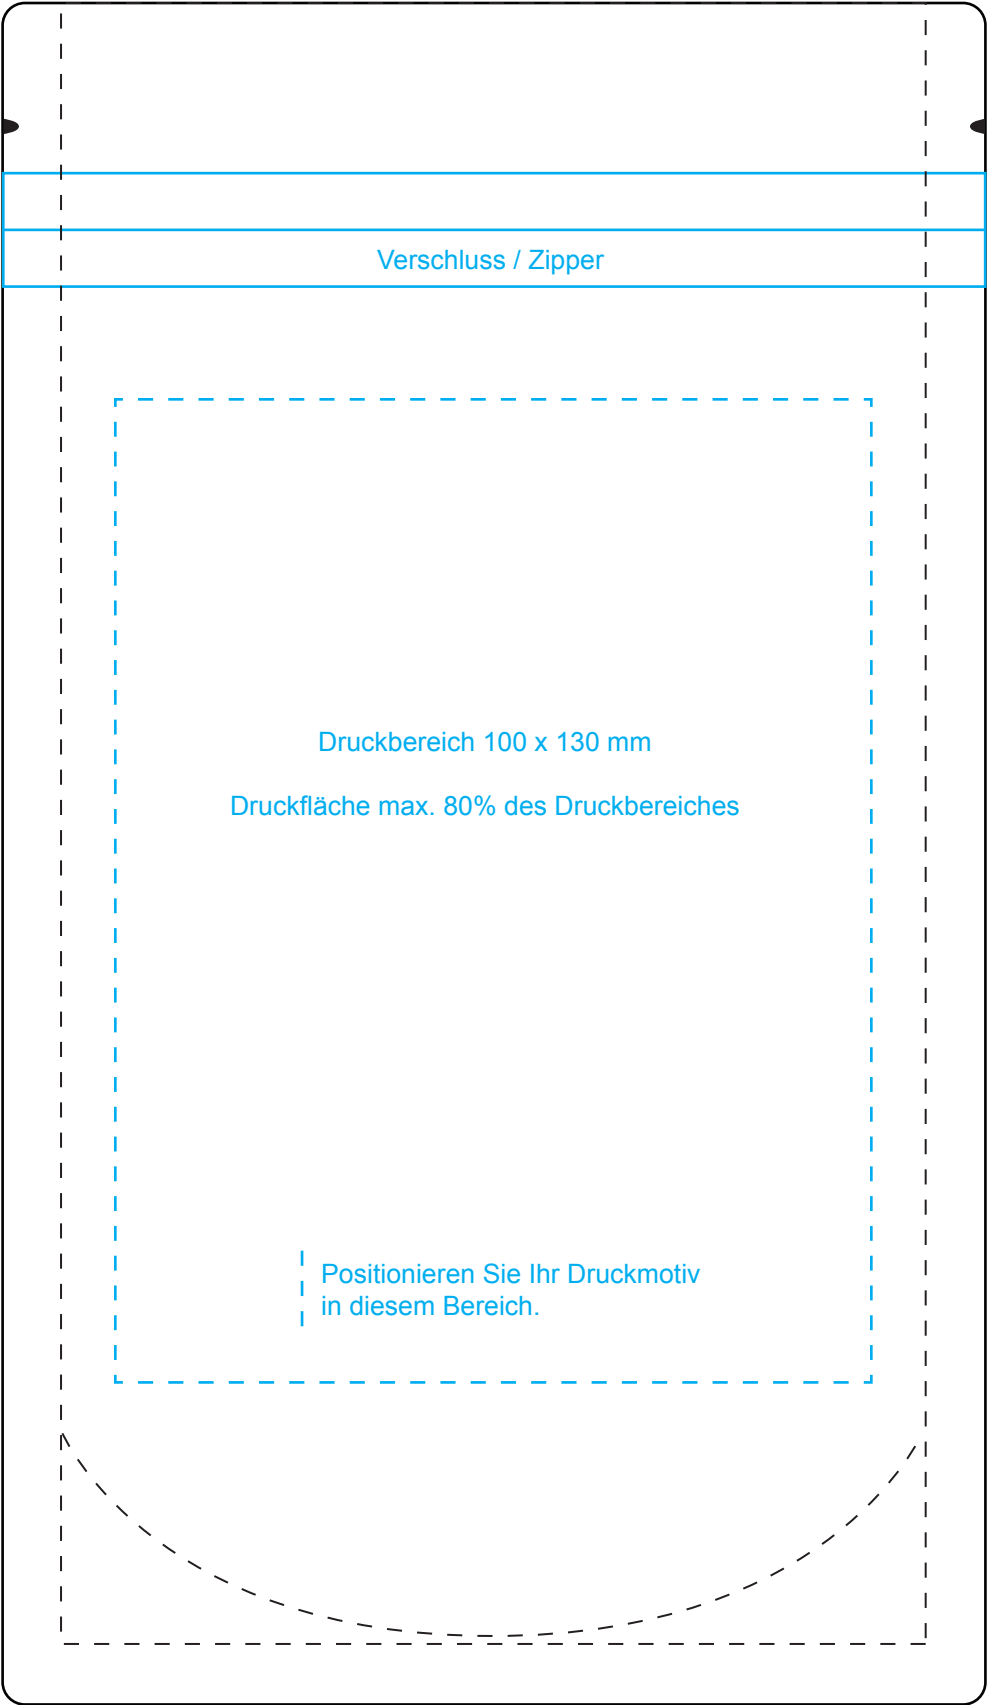 Verschluss / Zipper
Druckbereich 100 x 130 mm
Druckfläche max. 80% des Druckbereiches
Positionieren Sie Ihr Druckmotiv
in diesem Bereich.